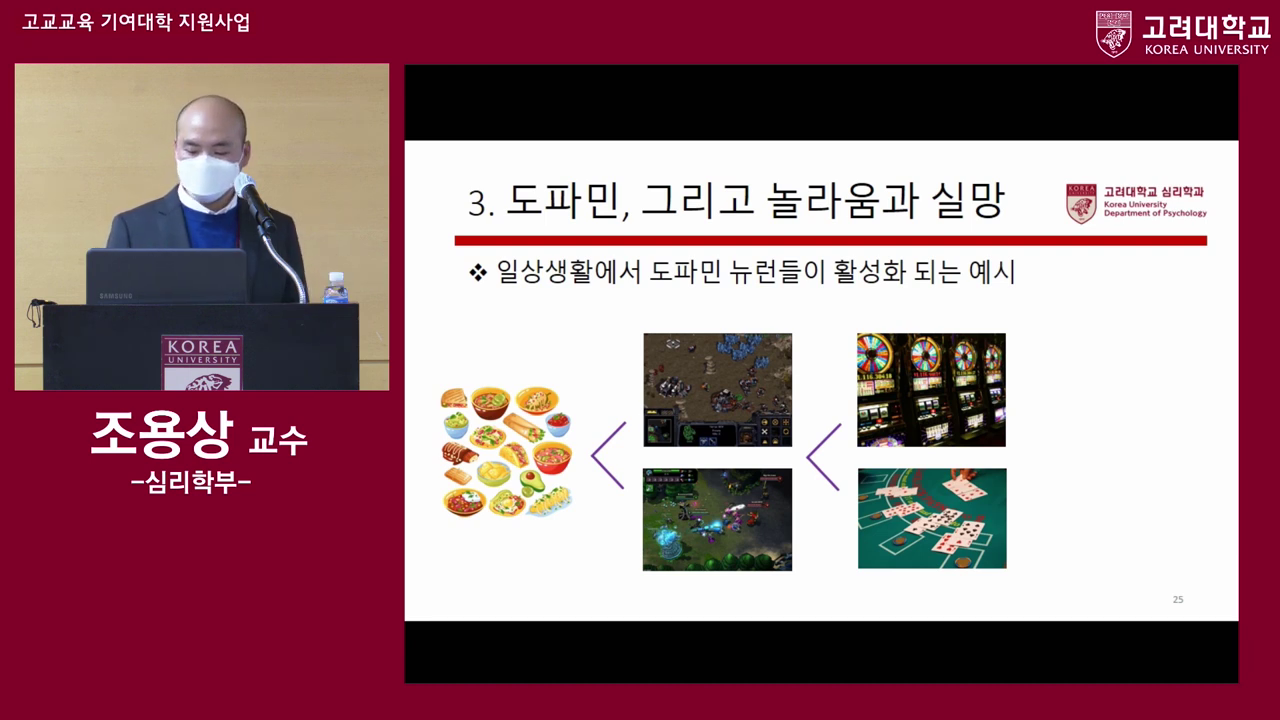 고교교육 기여대학 지원사업
고려대학교
KOREA UNIVERSITY
SAMSUNG
KOREA
UNIVERSITY
조용상 교수
-심리학부-
3. 도파민, 그리고 놀라움과 실망
KOREA
고려대학교 심리학과
Korea University
Department of Psychology
❖ 일상생활에서 도파민 뉴런들이 활성화 되는 예시
25